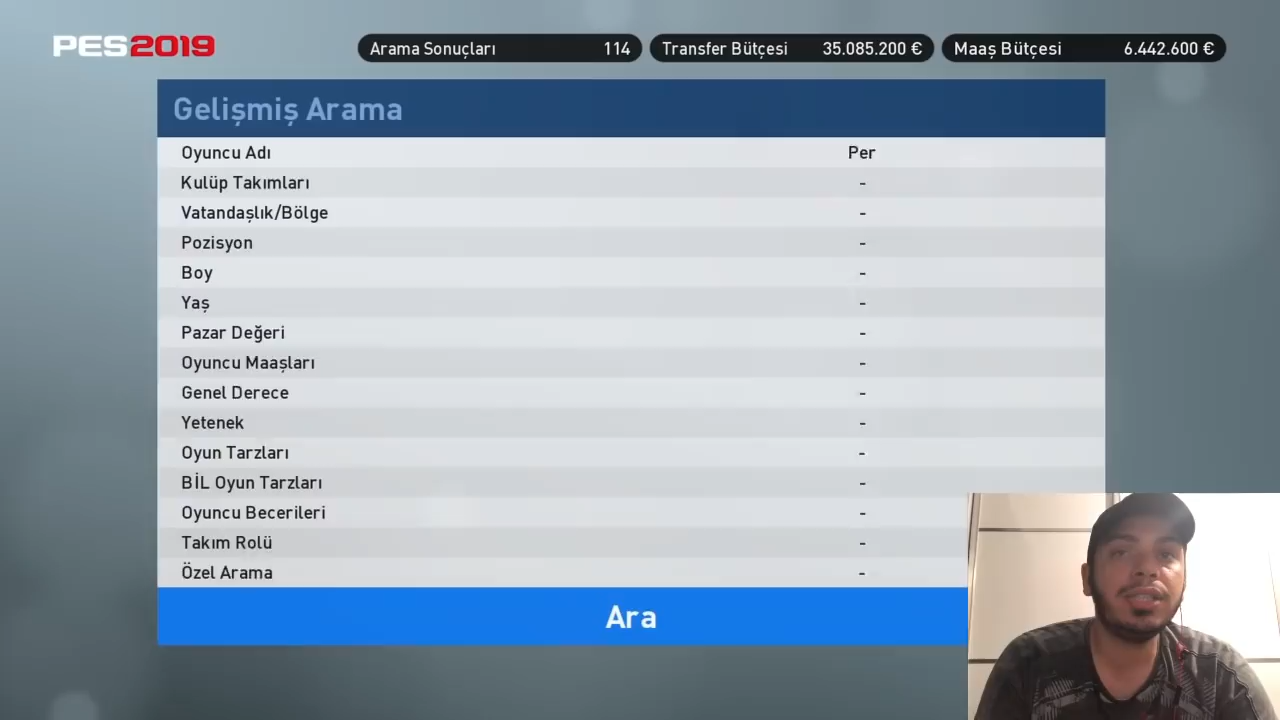 PES2019
Arama Sonuçları 114 Transfer Bütçesi 35.085.200 € Maaş Bütçesi 6.442.600 €
Gelişmiş Arama
Oyuncu Adı Per
Kulüp Takımları -
Vatandaşlık/Bölge -
Pozisyon -
Boy -
Yaş -
Pazar Değeri -
Oyuncu Maaşları -
Genel Derece -
Yetenek -
Oyun Tarzları -
BİL Oyun Tarzları -
Oyuncu Becerileri -
Takım Rolü -
Özel Arama -
Ara